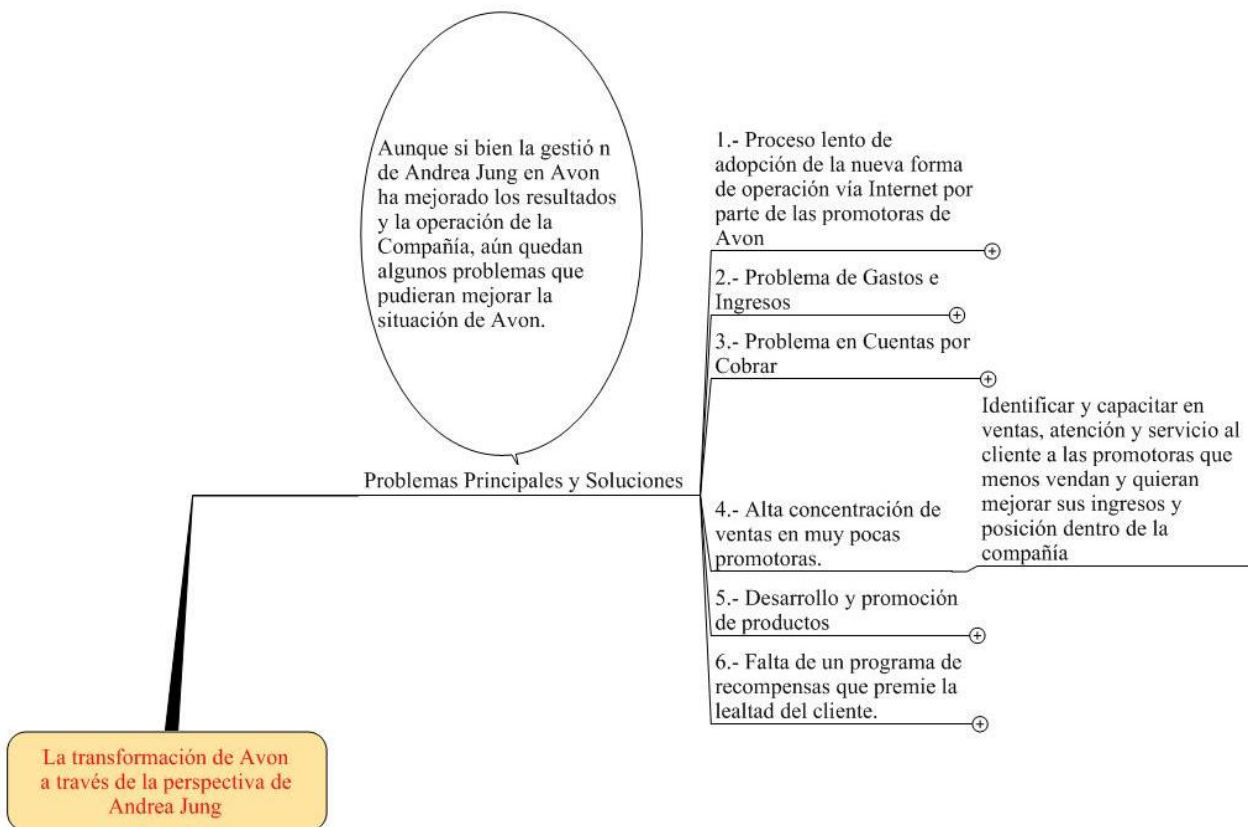 Aunque si bien la gestió n
de Andrea Jung en Avon
ha mejorado los resultados
y la operación de la
Compañía, aún quedan
algunos problemas que
pudieran mejorar la
situación de Avon.
Problemas Principales y Soluciones
1.- Proceso lento de
adopción de la nueva forma
de operación vía Internet por
parte de las promotoras de
Avon
2.- Problema de Gastos e
Ingresos
3.- Problema en Cuentas por
Cobrar
4.- Alta concentración de
ventas en muy pocas
promotoras.
Identificar y capacitar en
ventas, atención y servicio al
cliente a las promotoras que
menos vendan y quieran
mejorar sus ingresos y
posición dentro de la
compañía
5.- Desarrollo y promoción
de productos
6.- Falta de un programa de
recompensas que premie la
lealtad del cliente.
La transformación de Avon
a través de la perspectiva de
Andrea Jung